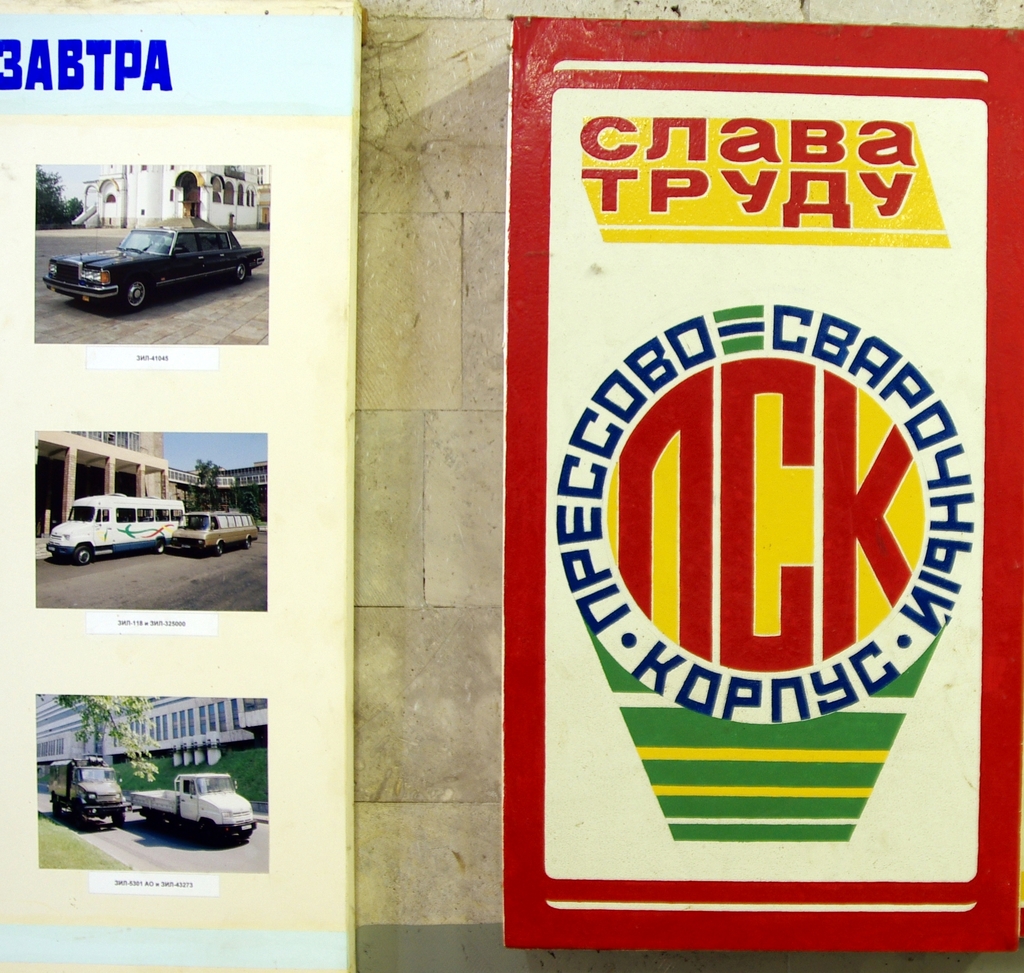 ЗАВТРА
ЗИЛ-41045
ЗИЛ-118 и ЗИЛ-325000
ЗИЛ-5301 АО и ЗИЛ-43273
СЛАВА
ТРУДУ
ПРЕССОВО=СВАРОЧНЫЙ
• КОРПУС •
ПСК